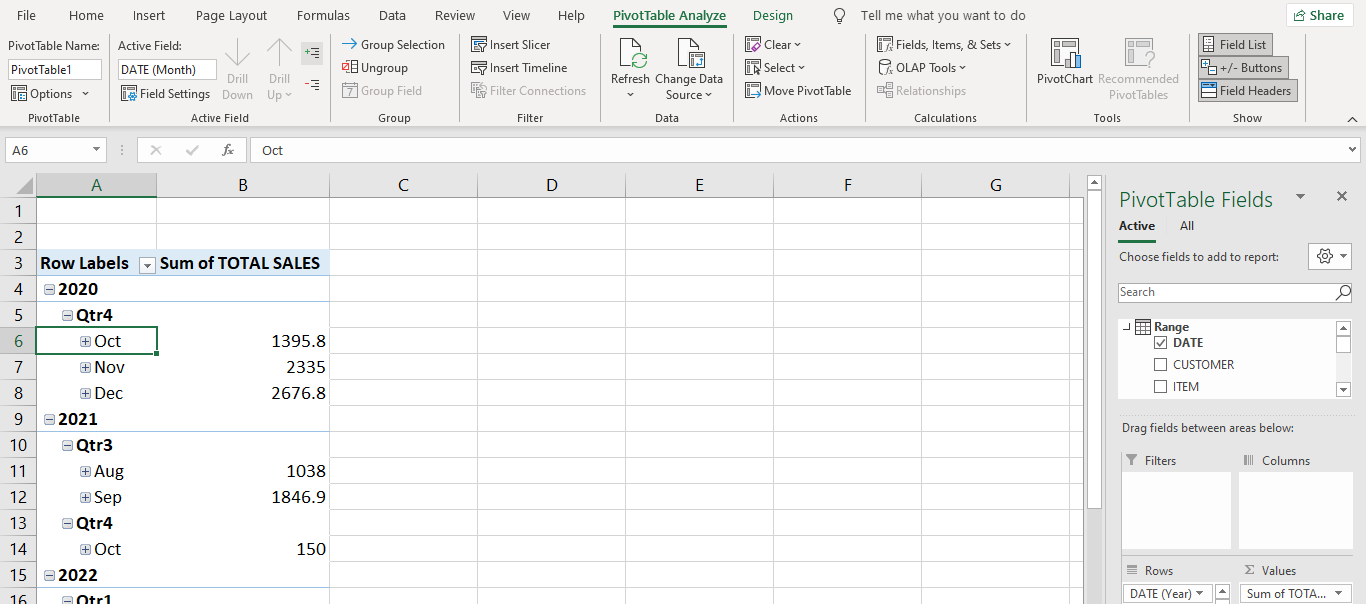 File Home Insert Page Layout Formulas Data Review View Help PivotTable Analyze Design Tell me what you want to do Share
PivotTable Name:
PivotTable1
Options
PivotTable
Active Field:
DATE (Month)
Field Settings
Drill Down
Drill Up
Active Field
Group Selection
Ungroup
Group Field
Group
Insert Slicer
Insert Timeline
Filter Connections
Filter
Refresh
Change Data Source
Data
Clear
Select
Move PivotTable
Actions
Fields, Items, & Sets
OLAP Tools
Relationships
Calculations
PivotChart
Recommended PivotTables
Tools
Field List
+/- Buttons
Field Headers
Show
A6 fx Oct
A B C D E F G
1
2
3 Row Labels Sum of TOTAL SALES
4 2020
5 Qtr4
6 Oct 1395.8
7 Nov 2335
8 Dec 2676.8
9 2021
10 Qtr3
11 Aug 1038
12 Sep 1846.9
13 Qtr4
14 Oct 150
15 2022
16 Qtr1
PivotTable Fields
Active All
Choose fields to add to report:
Search
Range
DATE
CUSTOMER
ITEM
Drag fields between areas below:
Filters Columns
Rows Σ Values
DATE (Year) Sum of TOTA...